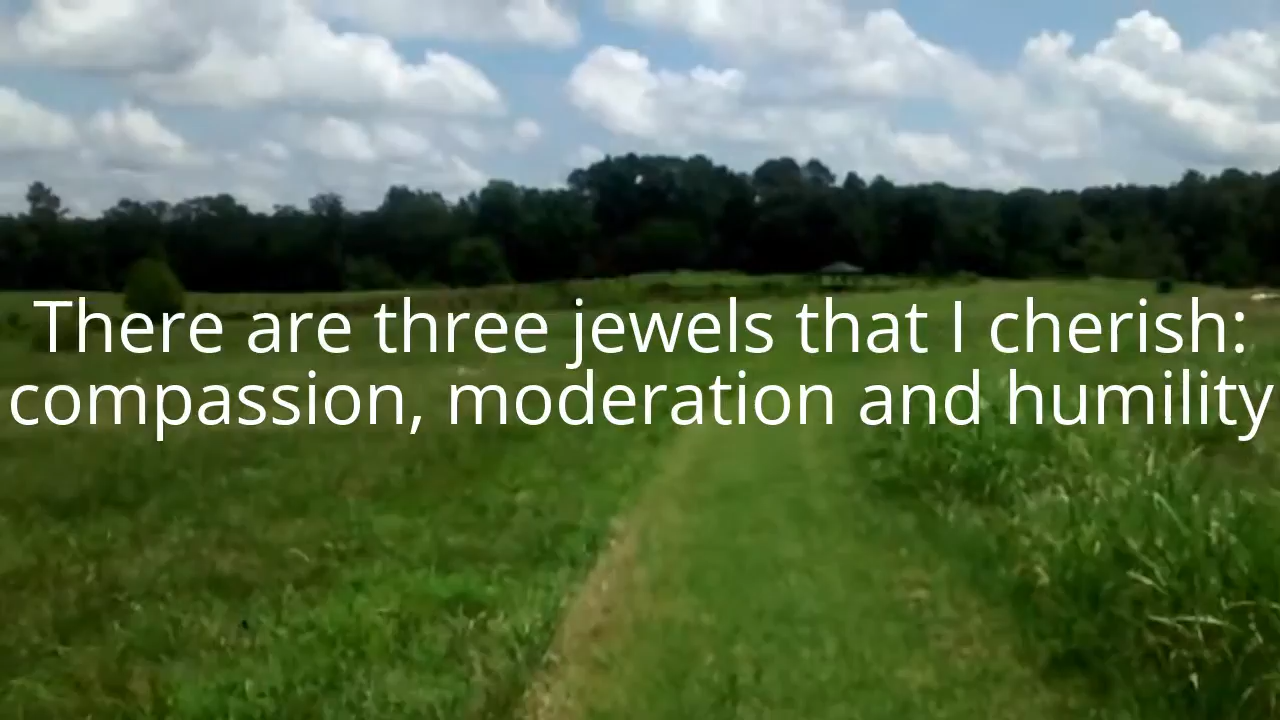 There are three jewels that I cherish:
compassion, moderation and humility